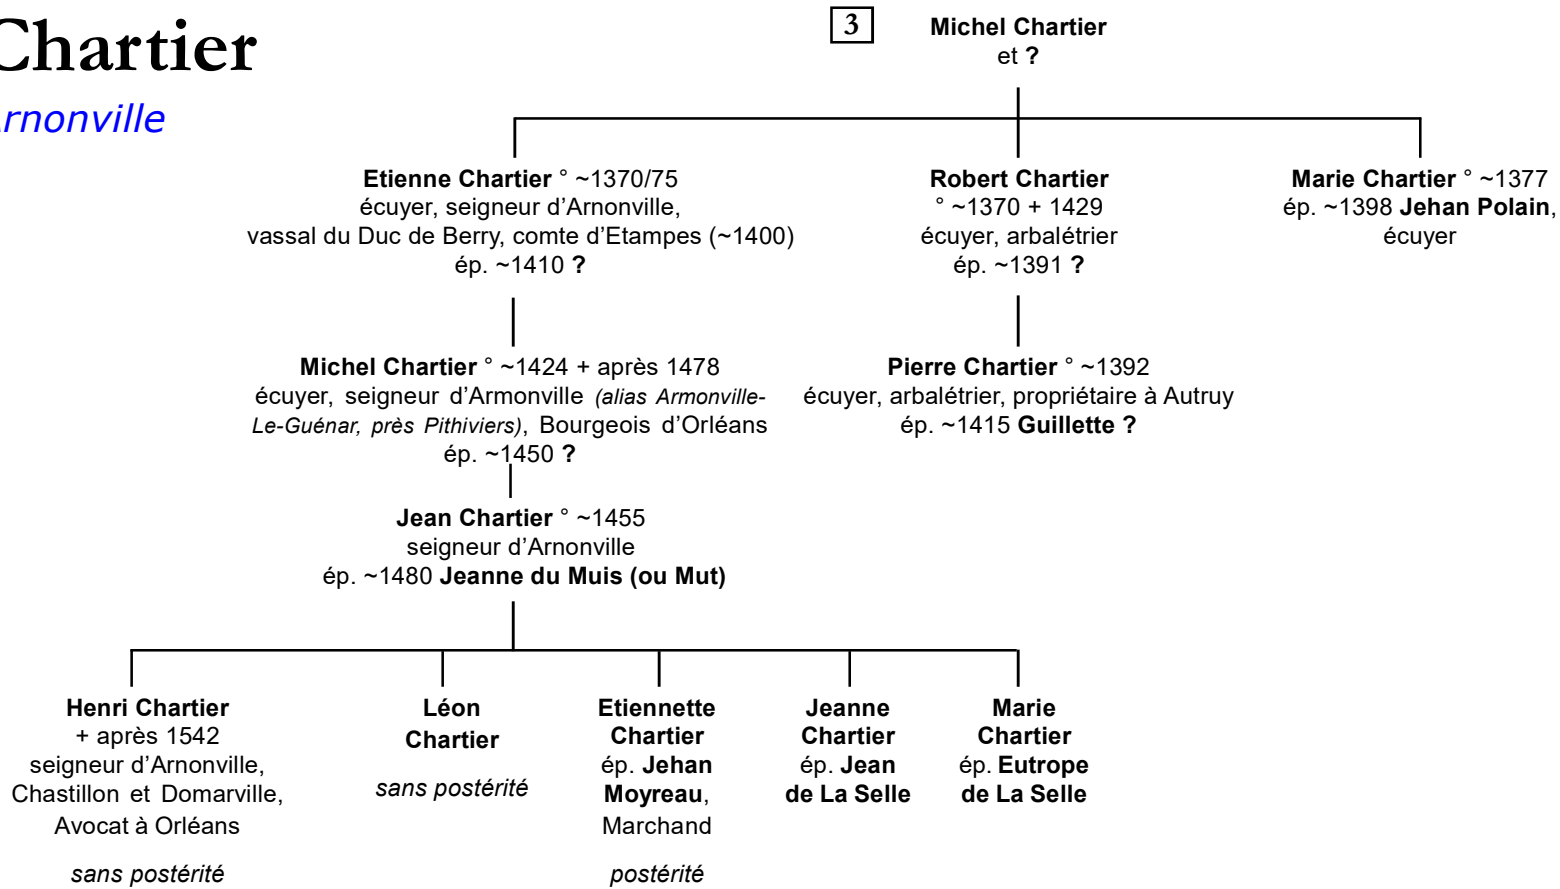 Chartier
Arnonville
3
Michel Chartier
et ?
Etienne Chartier ° ~1370/75
écuyer, seigneur d’Arnonville,
vassal du Duc de Berry, comte d’Etampes (~1400)
ép. ~1410 ?
Robert Chartier
° ~1370 + 1429
écuyer, arbalétrier
ép. ~1391 ?
Marie Chartier ° ~1377
ép. ~1398 Jehan Polain,
écuyer
Michel Chartier ° ~1424 + après 1478
écuyer, seigneur d’Armonville (alias Armonville-
Le-Guénar, près Pithiviers), Bourgeois d’Orléans
ép. ~1450 ?
Pierre Chartier ° ~1392
écuyer, arbalétrier, propriétaire à Autruy
ép. ~1415 Guillette ?
Jean Chartier ° ~1455
seigneur d’Arnonville
ép. ~1480 Jeanne du Muis (ou Mut)
Henri Chartier
+ après 1542
seigneur d’Arnonville,
Chastillon et Domarville,
Avocat à Orléans
sans postérité
Léon
Chartier
sans postérité
Etiennette
Chartier
ép. Jehan
Moyreau,
Marchand
postérité
Jeanne
Chartier
ép. Jean
de La Selle
Marie
Chartier
ép. Eutrope
de La Selle